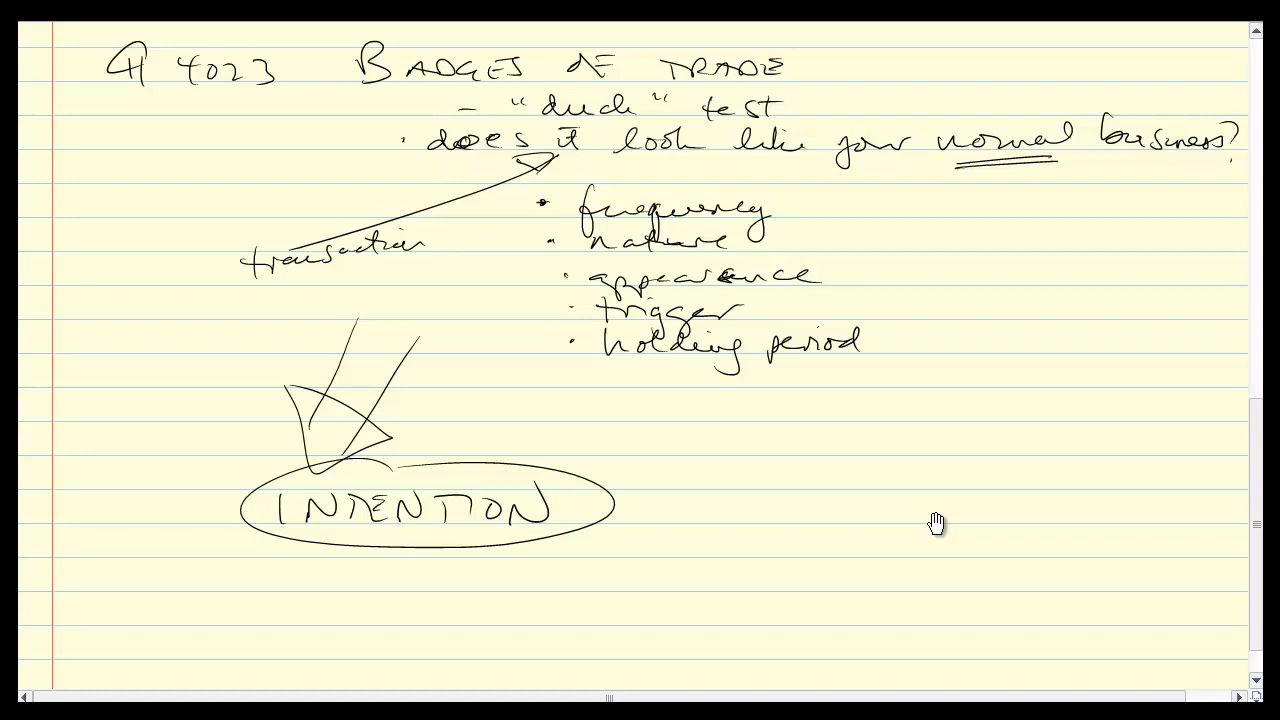 ¶ 4023 BADGES OF TRADE
- "duck" test
· does it look like your normal business?
· frequency
· nature
transaction
· appearance
· trigger
· holding period
INTENTION